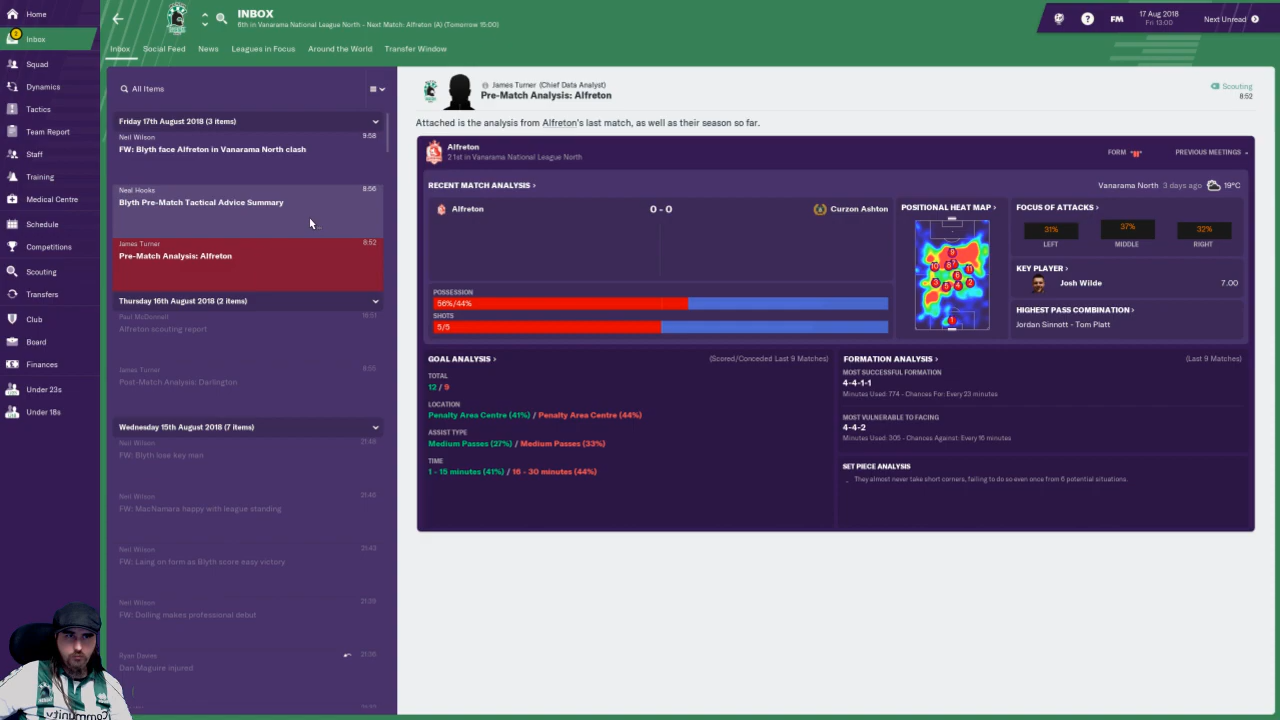 Home
INBOX
6th in Vanarama National League North - Next Match: Alfreton (A) (Tomorrow 15:00)
FM
17 Aug 2018
Fri 13:00
Next Unread
2
Inbox
Squad
Dynamics
Tactics
Team Report
Staff
Training
Medical Centre
Schedule
Competitions
Scouting
Transfers
Club
Board
Finances
Under 23s
Under 18s
Inbox Social Feed News Leagues in Focus Around the World Transfer Window
All Items
Friday 17th August 2018 (3 items)
Neil Wilson
FW: Blyth face Alfreton in Vanarama North clash
Neal Hooks 8:56
Blyth Pre-Match Tactical Advice Summary
James Turner 8:52
Pre-Match Analysis: Alfreton
Thursday 16th August 2018 (2 items)
Paul McDonnell 16:51
Alfreton scouting report
James Turner
Post-Match Analysis: Darlington
Wednesday 15th August 2018 (7 items)
Neil Wilson
FW: Blyth lose key men
Neil Wilson
FW: MacNamara happy with league standing
Neil Wilson 21:43
FW: Laing on form as Blyth score easy victory
Neil Wilson
FW: Dolling makes professional debut
Ryan Davies
Dan Maguire injured
James Turner (Chief Data Analyst)
Pre-Match Analysis: Alfreton
Scouting
8:52
Attached is the analysis from Alfreton's last match, as well as their season so far.
Alfreton
21st in Vanarama National League North
FORM
PREVIOUS MEETINGS -
RECENT MATCH ANALYSIS >
Vanarama North 3 days ago 19°C
Alfreton 0 - 0 Curzon Ashton
POSSESSION
56%/44%
SHOTS
5/5
POSITIONAL HEAT MAP >
FOCUS OF ATTACKS >
31% 37% 32%
LEFT MIDDLE RIGHT
KEY PLAYER >
Josh Wilde 7.00
HIGHEST PASS COMBINATION >
Jordan Sinnott - Tom Platt
GOAL ANALYSIS > (Scored/Conceded Last 9 Matches)
TOTAL
12 / 9
LOCATION
Penalty Area Centre (41%) / Penalty Area Centre (44%)
ASSIST TYPE
Medium Passes (27%) / Medium Passes (33%)
TIME
1 - 15 minutes (41%) / 16 - 30 minutes (44%)
FORMATION ANALYSIS > (Last 9 Matches)
MOST SUCCESSFUL FORMATION
4-4-1-1
Minutes Used: 774 - Chances For: Every 23 minutes
MOST VULNERABLE TO FACING
4-4-2
Minutes Used: 305 - Chances Against: Every 16 minutes
SET PIECE ANALYSIS
- They almost never take short corners, failing to do so even once from 6 potential situations.